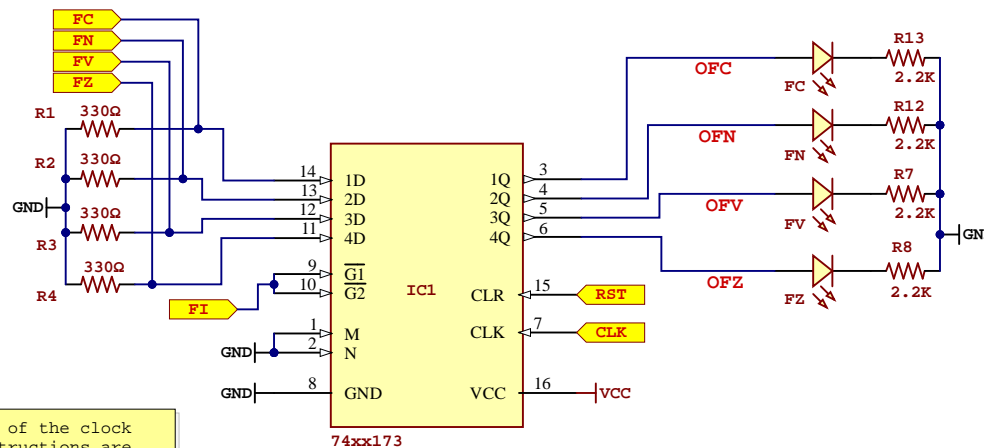 FC
FN
FV
FZ
R1 330Ω
R2 330Ω
GND
R3 330Ω
R4 330Ω
FI
GND
GND
14 1D
13 2D
12 3D
11 4D
9 G1
10 G2
1 M
2 N
8 GND
IC1
1Q 3
2Q 4
3Q 5
4Q 6
CLR 15 RST
CLK 7 CLK
VCC 16 VCC
74xx173
OFC FC R13 2.2K
OFN FN R12 2.2K
OFV FV R7 2.2K
OFZ FZ R8 2.2K
GN
of the clock